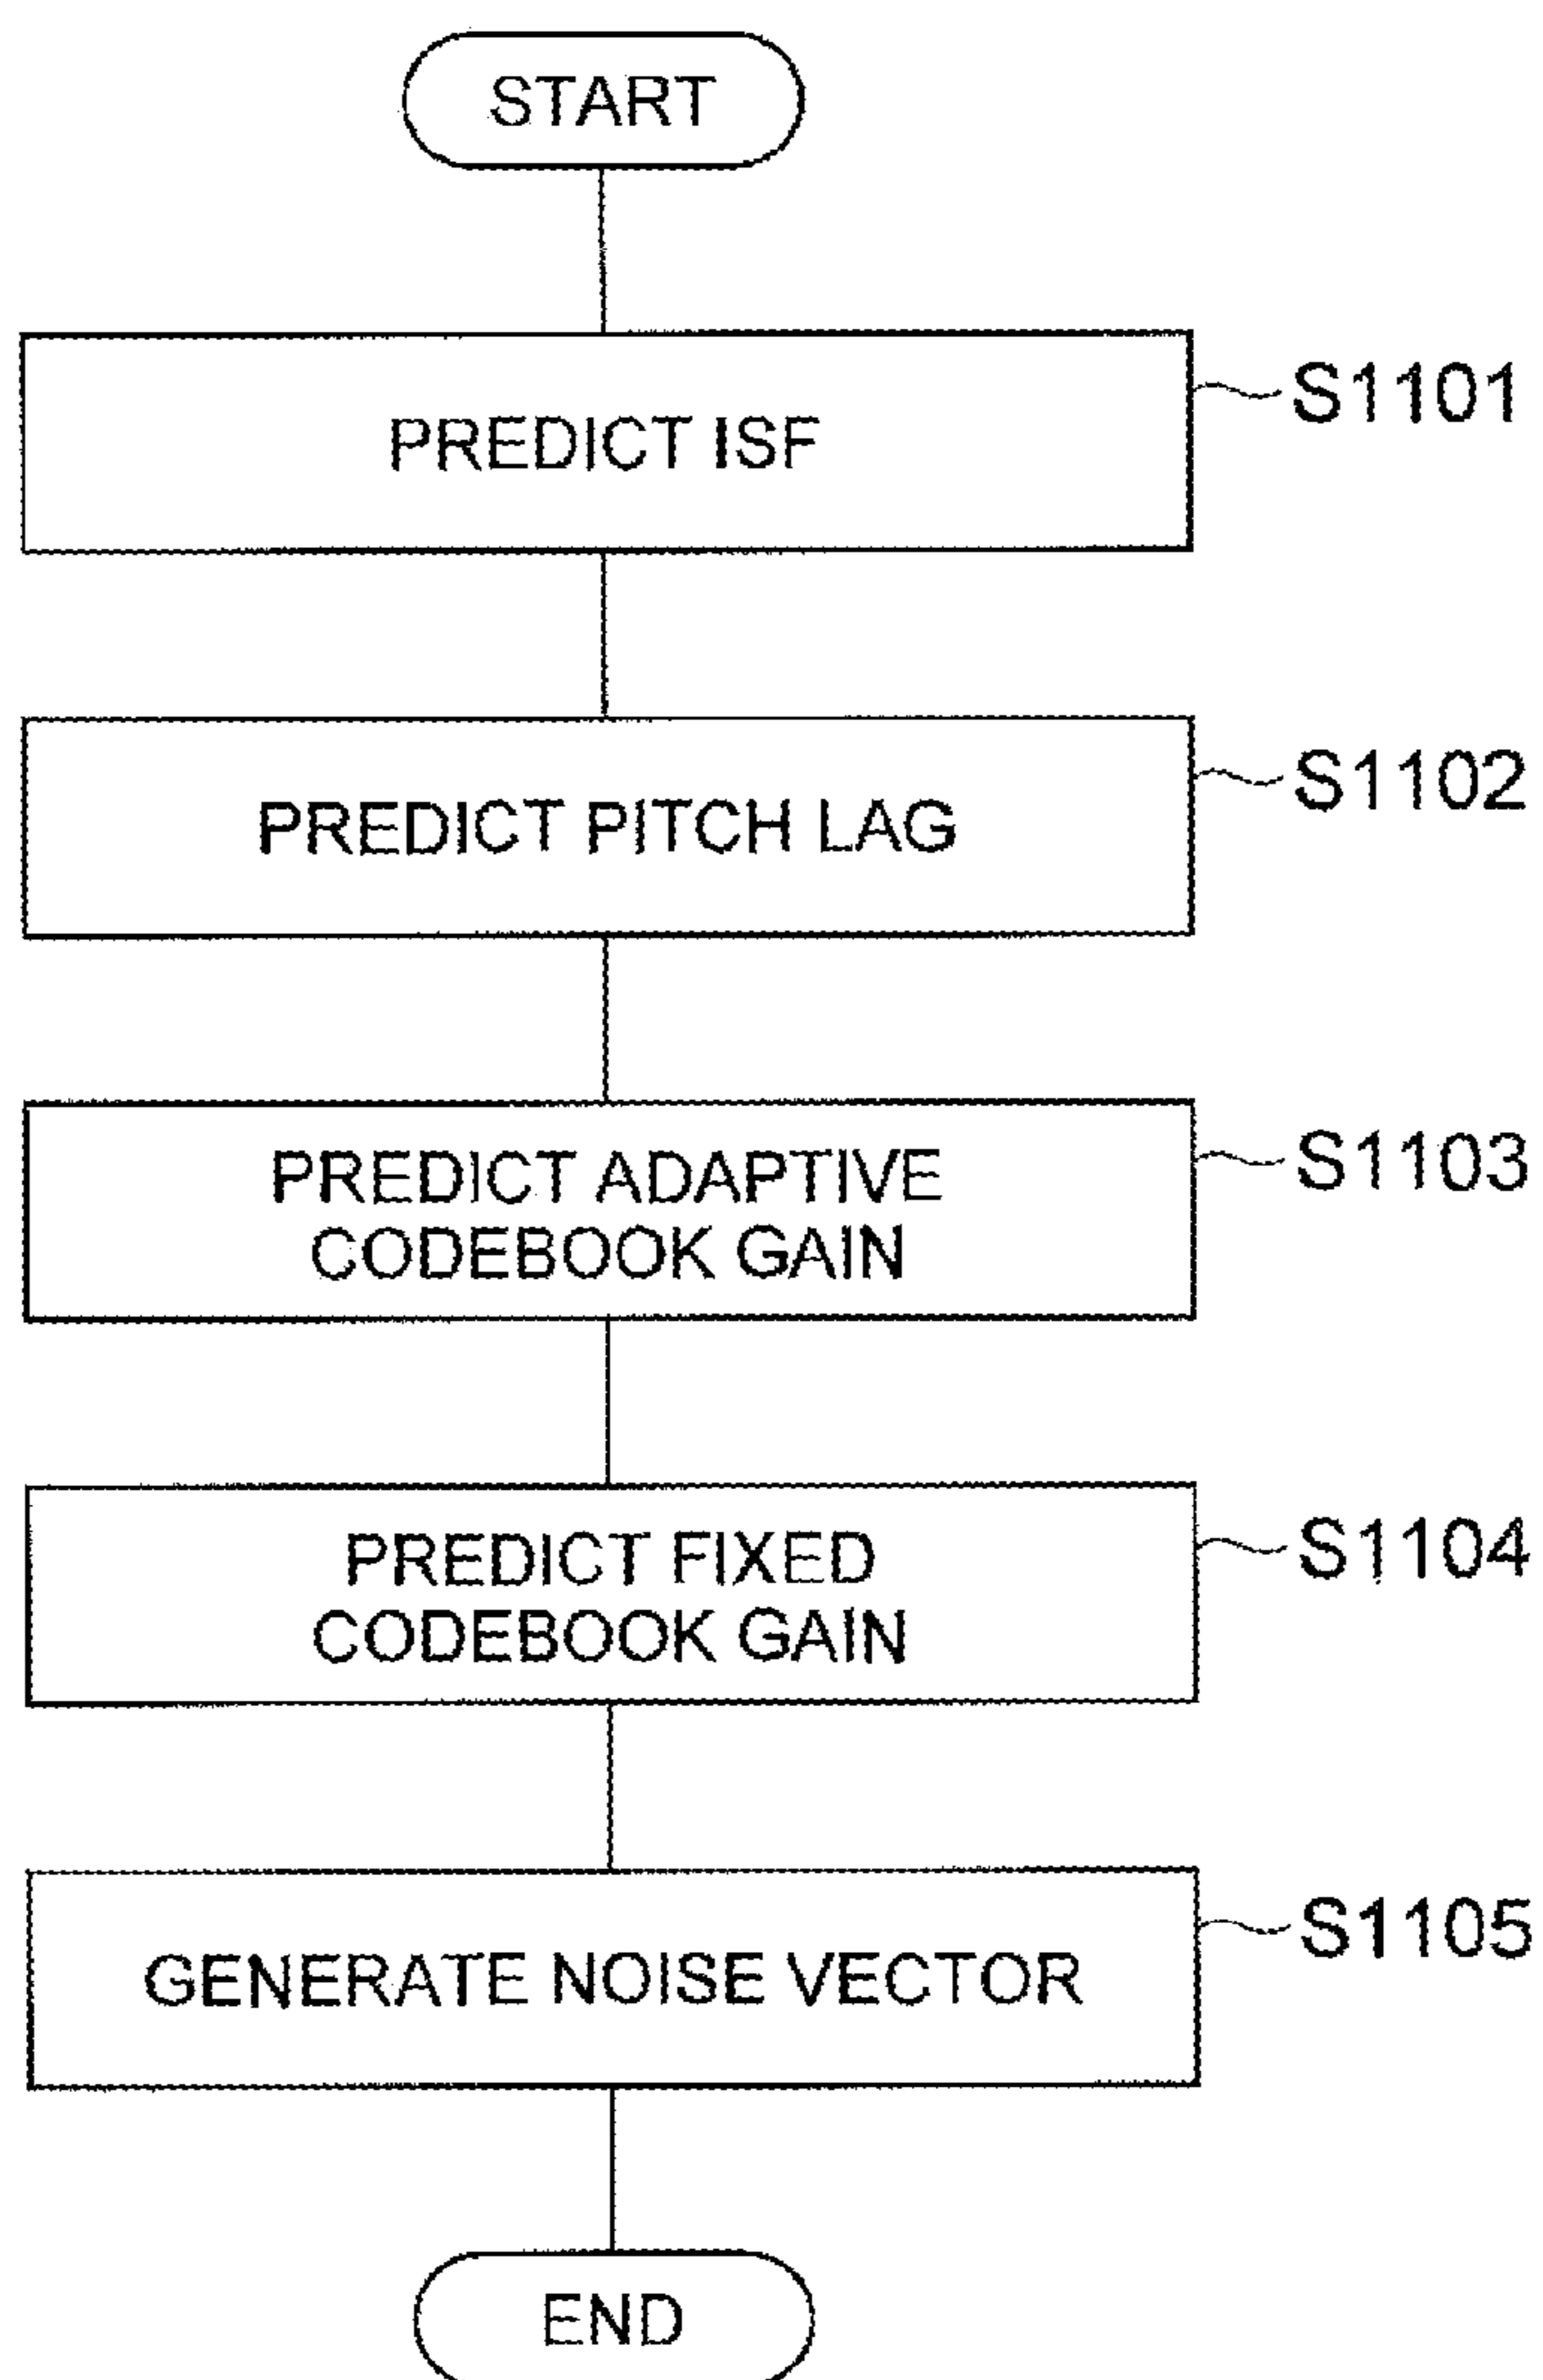 START
PREDICT ISF
S1101
PREDICT PITCH LAG
S1102
PREDICT ADAPTIVE
CODEBOOK GAIN
S1103
PREDICT FIXED
CODEBOOK GAIN
S1104
GENERATE NOISE VECTOR
S1105
END